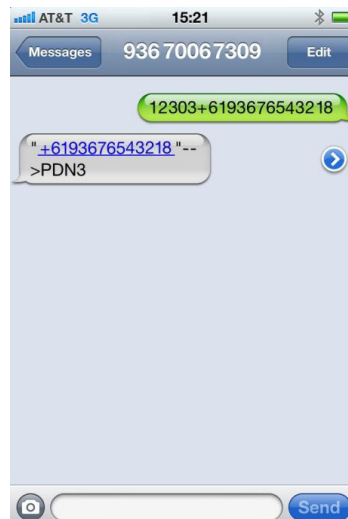 AT&T 3G 15:21
Messages 93670067309 Edit
12303+6193676543218
"+6193676543218"--
>PDN3
Send